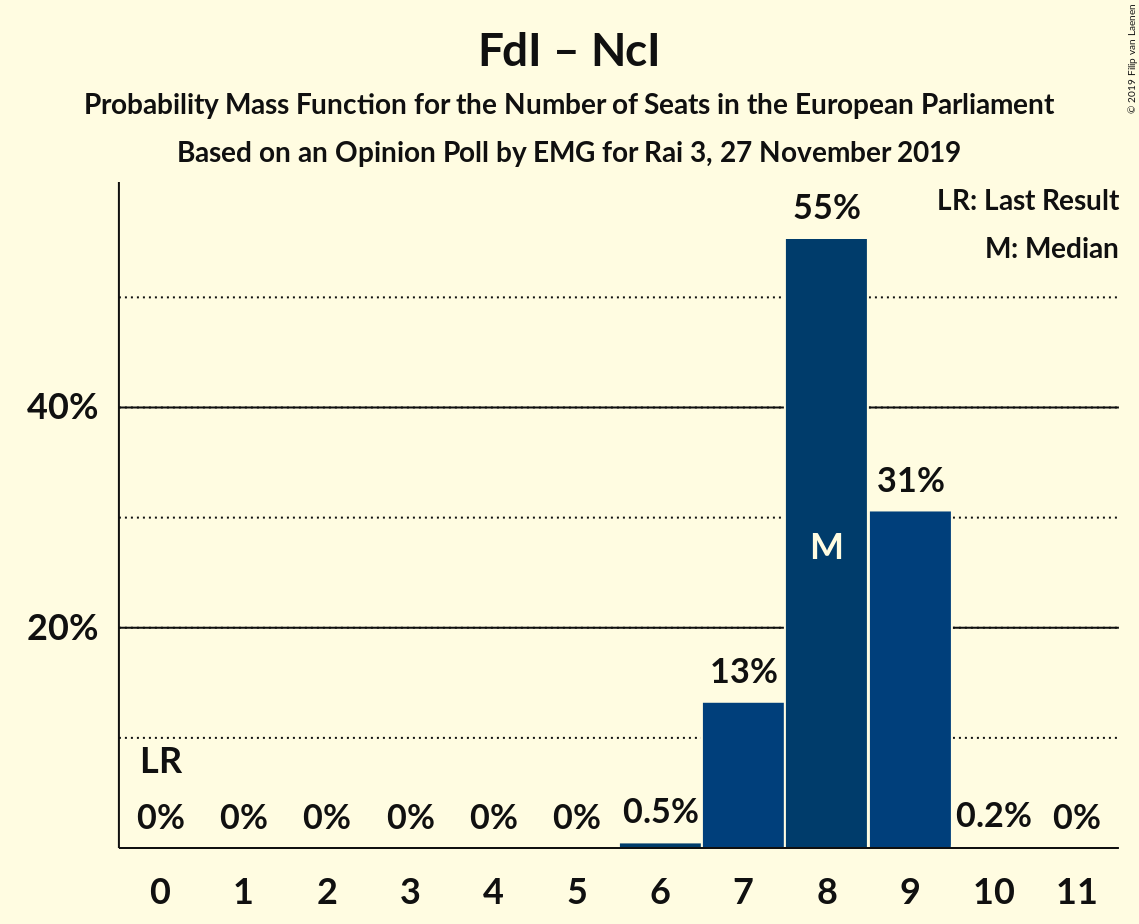 FdI – NcI
Probability Mass Function for the Number of Seats in the European Parliament
Based on an Opinion Poll by EMG for Rai 3, 27 November 2019
© 2019 Filip van Laenen
LR: Last Result
M: Median
55%
40%
31%
M
20%
13%
LR
0% 0% 0% 0% 0% 0% 0.5% 0.2% 0%
0 1 2 3 4 5 6 7 8 9 10 11